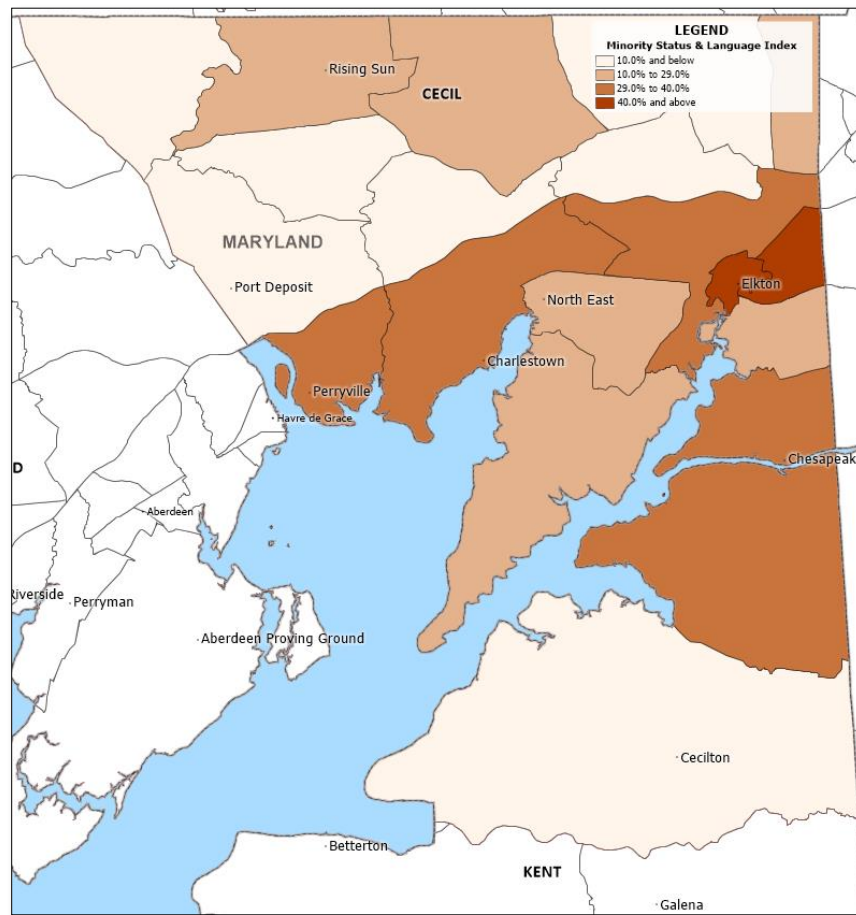 LEGEND
Minority Status & Language Index
10.0% and below
10.0% to 29.0%
29.0% to 40.0%
40.0% and above
Rising Sun
CECIL
MARYLAND
Port Deposit
Elkton
North East
Charlestown
Perryville
Havre de Grace
D
Chesapeak
Aberdeen
Riverside
Perryman
Aberdeen Proving Ground
Cecilton
Betterton
KENT
Galena